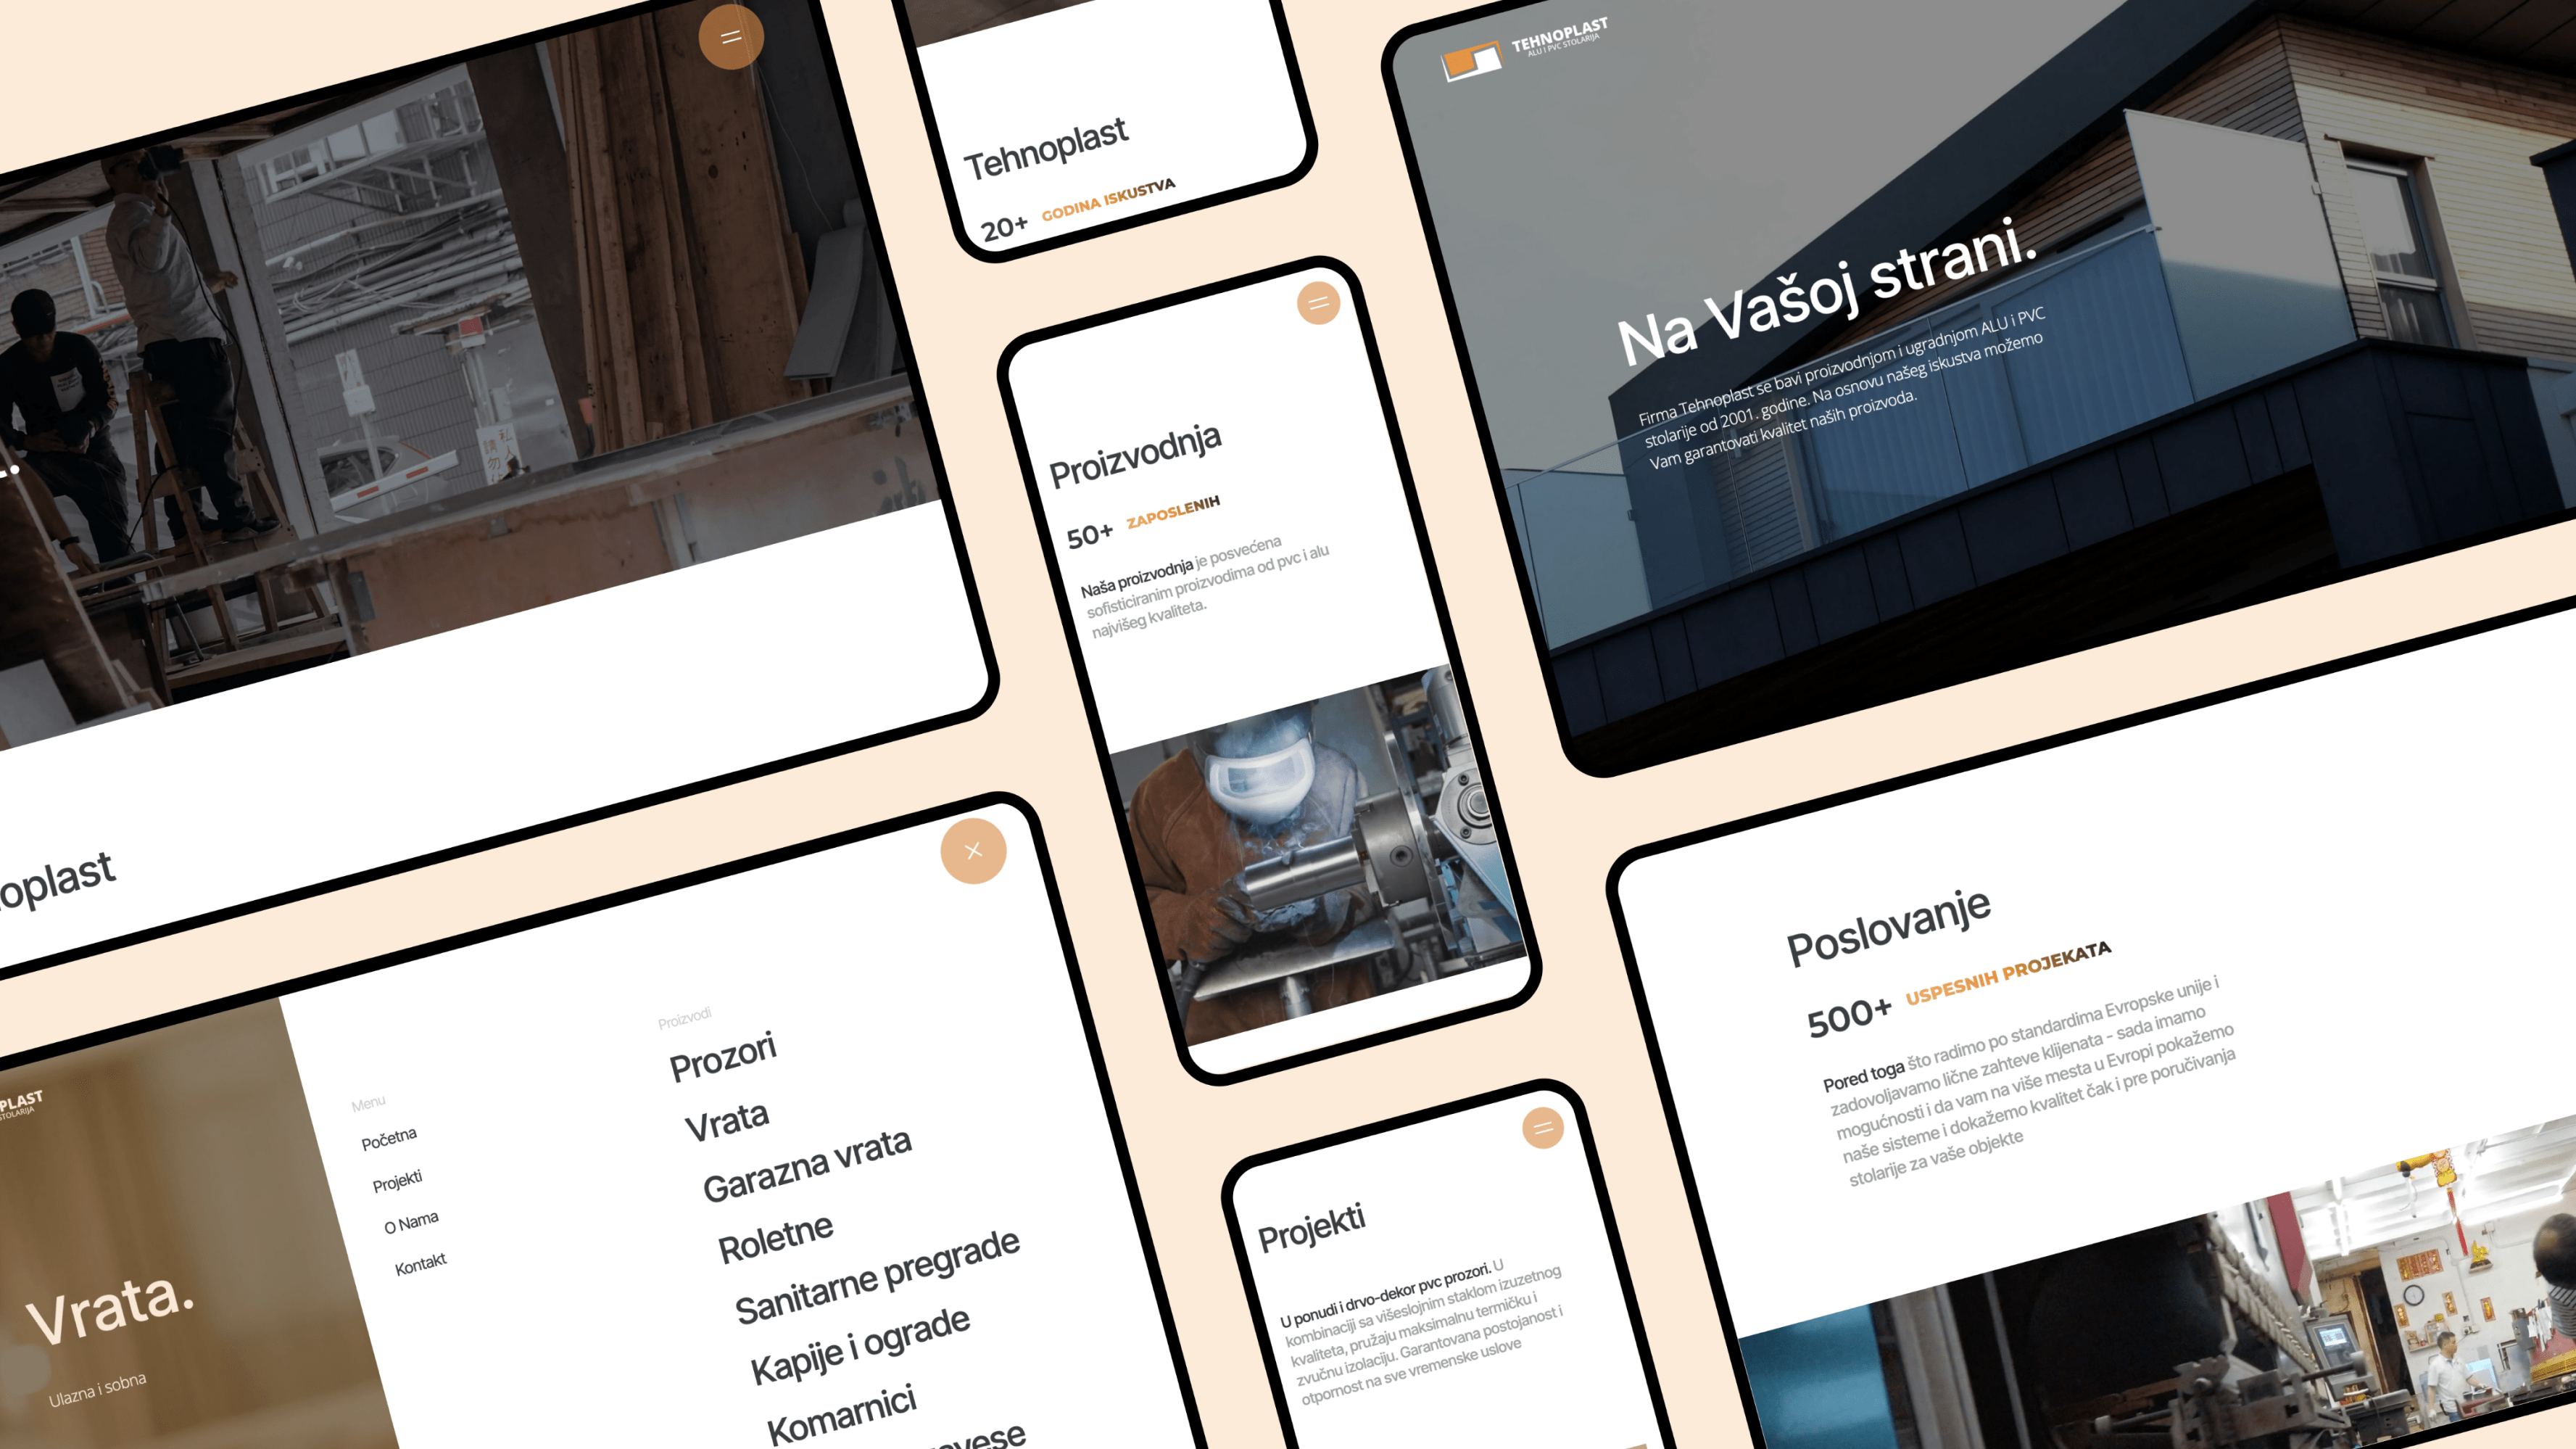 Tehnoplast
20+ GODINA ISKUSTVA
TEHNOPLAST
ALU I PVC STOLARIJA
Na Vašoj strani.
Firma Tehnoplast se bavi proizvodnjom i ugradnjom ALU i PVC
stolarije od 2001. godine. Na osnovu našeg iskustva možemo
Vam garantovati kvalitet naših proizvoda.
Proizvodnja
50+ ZAPOSLENIH
Naša proizvodnja je posvećena
sofisticiranim proizvodima od pvc i alu
najvišeg kvaliteta.
oplast
PLAST
STOLARIJA
Vrata.
Ulazna i sobna
Menu
Početna
Projekti
O Nama
Kontakt
Proizvodi
Prozori
Vrata
Garazna vrata
Roletne
Sanitarne pregrade
Kapije i ograde
Komarnici
Projekti
U ponudi i drvo-dekor pvc prozori. U
kombinaciji sa višeslojnim staklom izuzetnog
kvaliteta, pružaju maksimalnu termičku i
zvučnu izolaciju. Garantovana postojanost i
otpornost na sve vremenske uslove
Poslovanje
500+ USPESNIH PROJEKATA
Pored toga što radimo po standardima Evropske unije i
zadovoljavamo lične zahteve klijenata - sada imamo
mogućnosti i da vam na više mesta u Evropi pokažemo
naše sisteme i dokažemo kvalitet čak i pre poručivanja
stolarije za vaše objekte